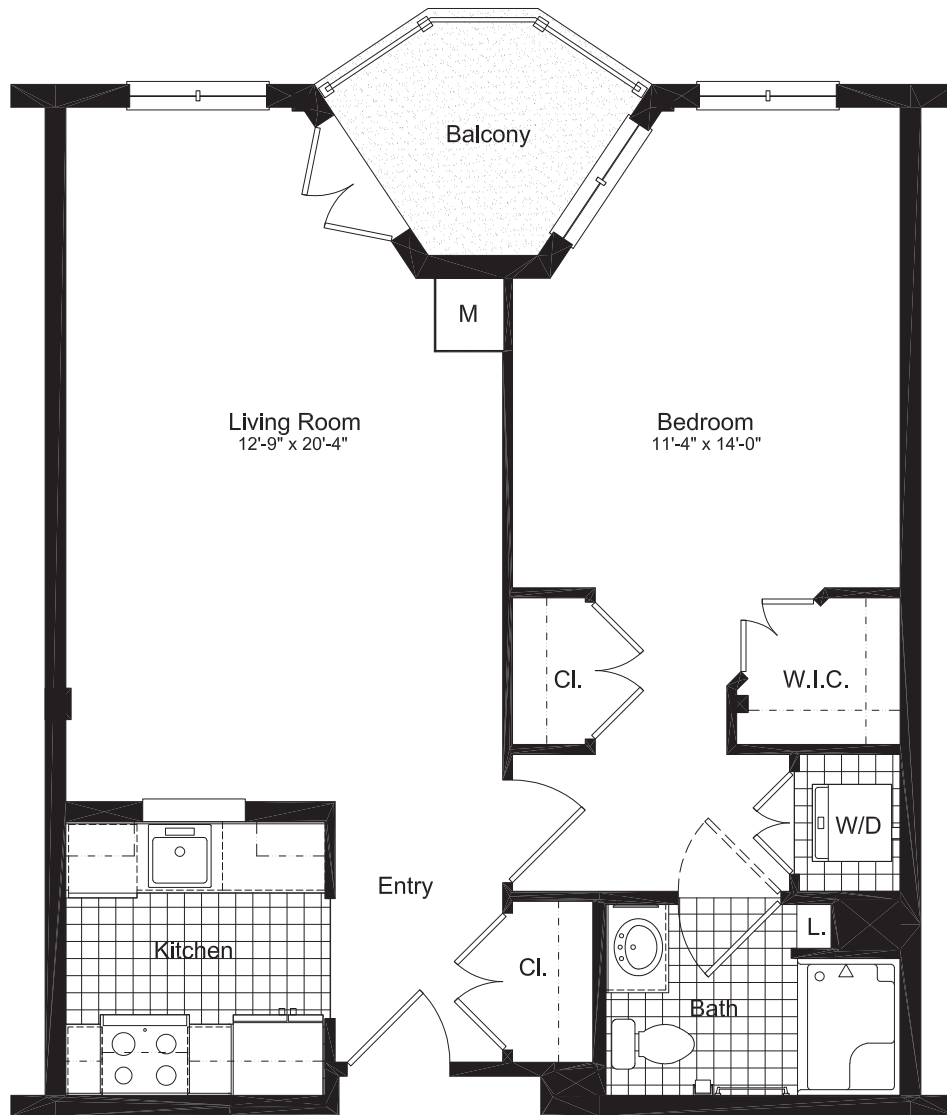 Balcony
M
Living Room
12'-9" x 20'-4"
Bedroom
11'-4" x 14'-0"
Cl.
W.I.C.
W/D
Entry
Kitchen
Cl.
L.
Bath